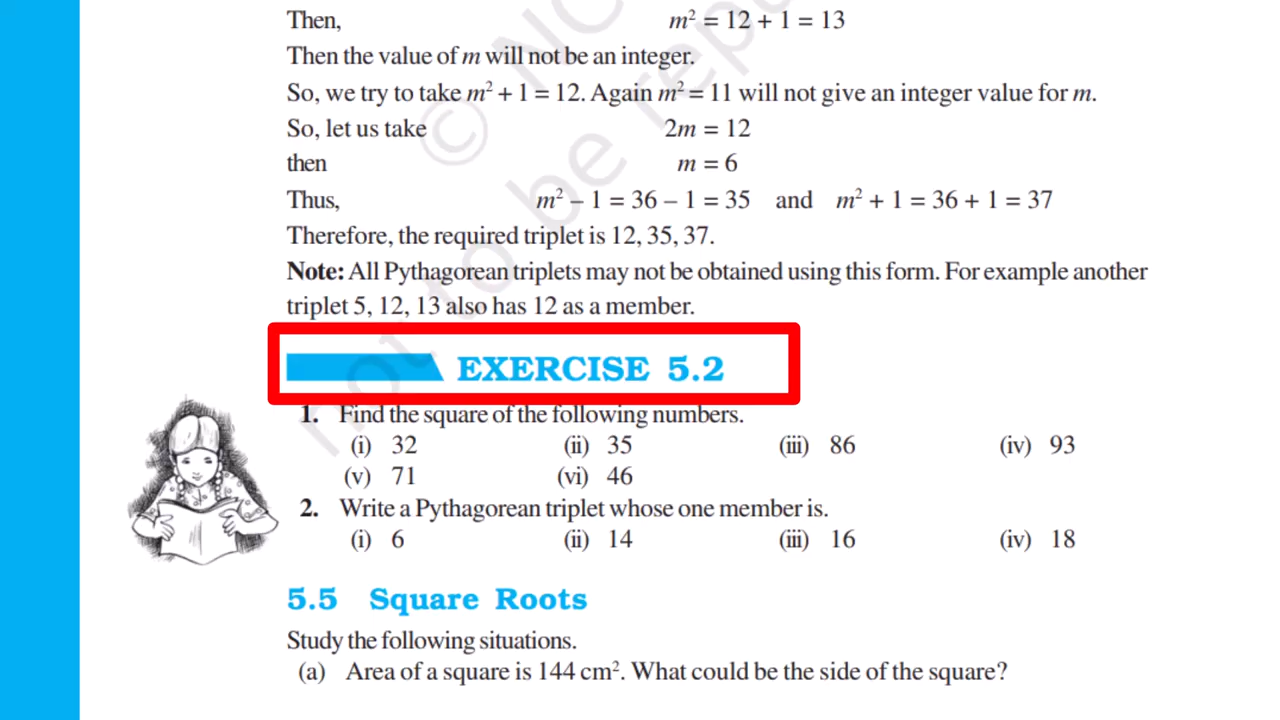 Then, m² = 12 + 1 = 13
Then the value of m will not be an integer.
So, we try to take m² + 1 = 12. Again m² = 11 will not give an integer value for m.
So, let us take 2m = 12
then m = 6
Thus, m² – 1 = 36 – 1 = 35 and m² + 1 = 36 + 1 = 37
Therefore, the required triplet is 12, 35, 37.
Note: All Pythagorean triplets may not be obtained using this form. For example another
triplet 5, 12, 13 also has 12 as a member.
EXERCISE 5.2
1. Find the square of the following numbers.
(i) 32 (ii) 35 (iii) 86 (iv) 93
(v) 71 (vi) 46
2. Write a Pythagorean triplet whose one member is.
(i) 6 (ii) 14 (iii) 16 (iv) 18
5.5 Square Roots
Study the following situations.
(a) Area of a square is 144 cm². What could be the side of the square?
© NC
not to be repu